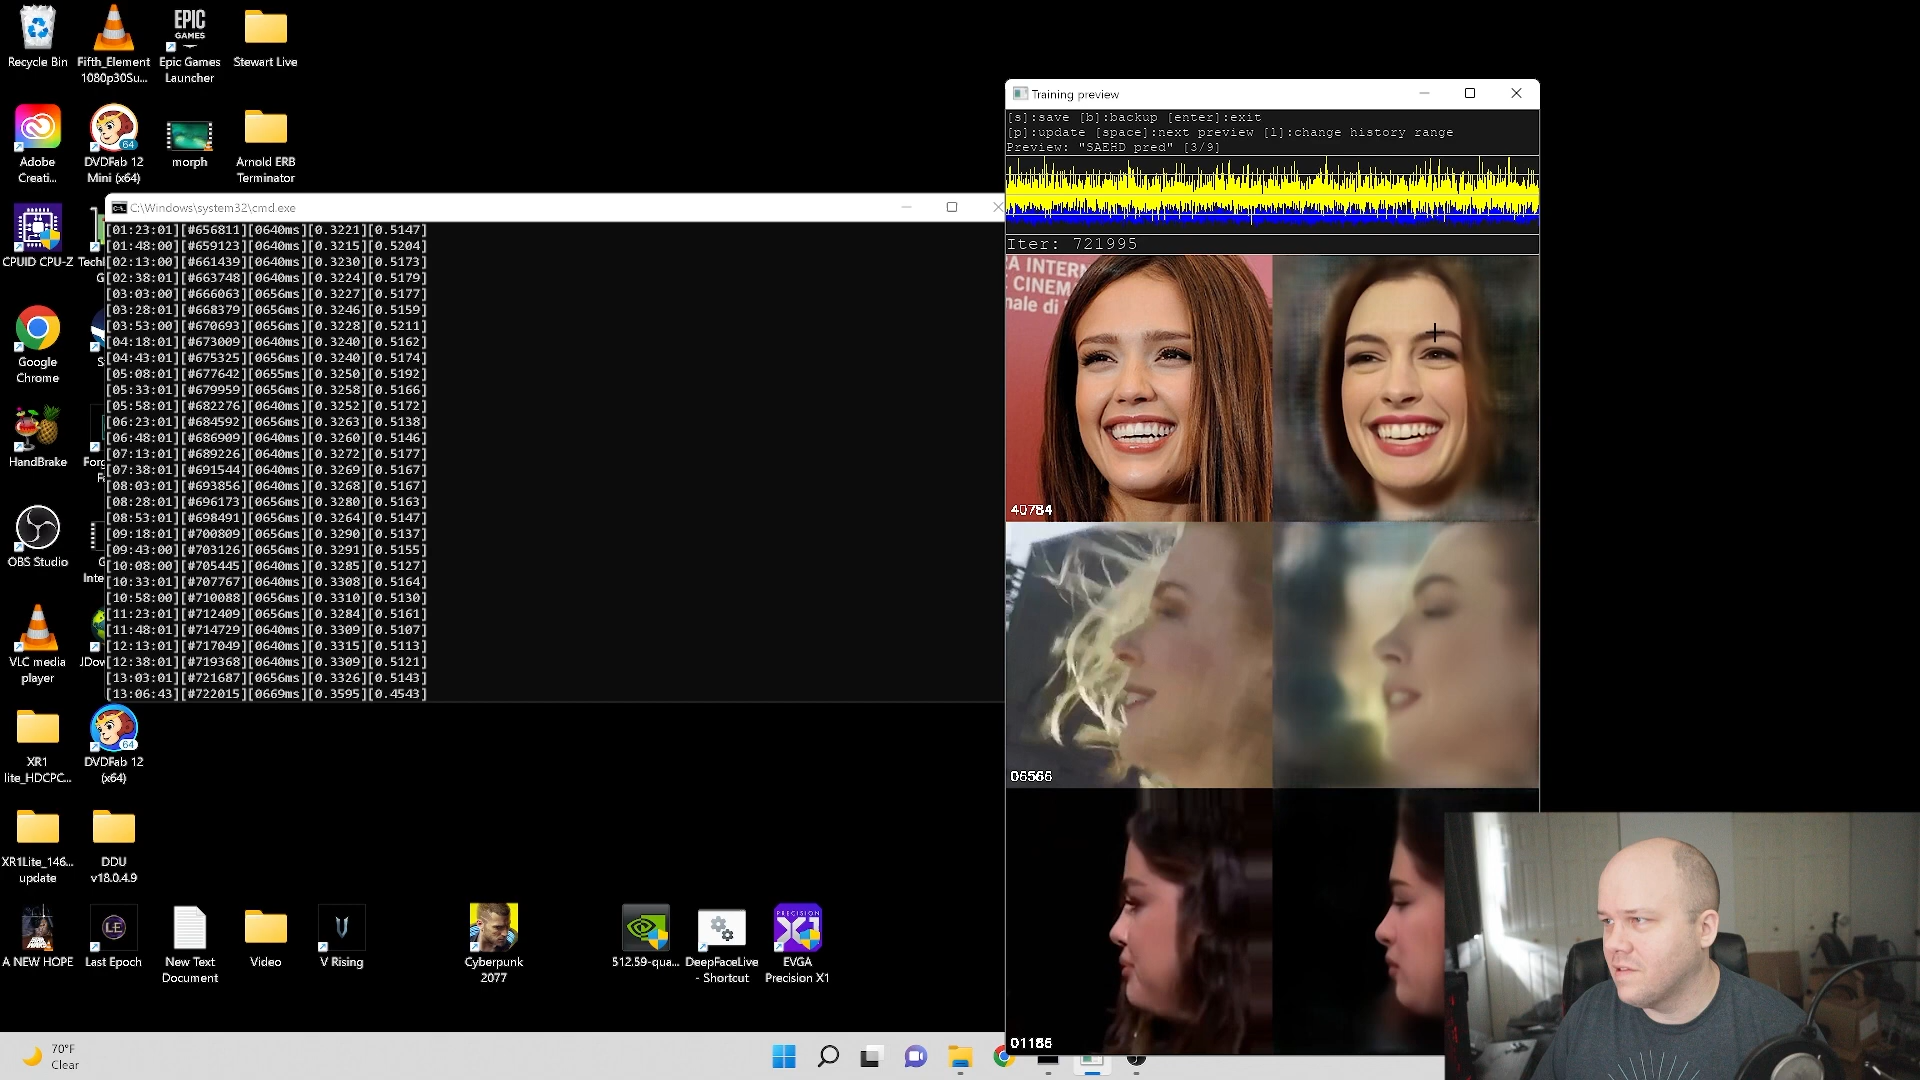 Recycle Bin
Fifth_Element
1080p30Su...
EPIC
GAMES
Epic Games
Launcher
Stewart Live
Adobe
Creati...
64
DVDFab 12
Mini (x64)
morph
Arnold ERB
Terminator
CPUID CPU-Z
Tech
G
Google
Chrome
S
HandBrake
Forg
F
OBS Studio
G
Inte
VLC media
player
JDow
XR1
lite_HDCPC...
64
DVDFab 12
(x64)
XR1Lite_146...
update
DDU
v18.0.4.9
A NEW HOPE
LE
Last Epoch
New Text
Document
Video
V
V Rising
Cyberpunk
2077
512.59-qua...
DeepFaceLive
- Shortcut
PRECISION
X1
EVGA
Precision X1
C:\Windows\system32\cmd.exe
[01:23:01][#656811][0640ms][0.3221][0.5147]
[01:48:00][#659123][0640ms][0.3215][0.5204]
[02:13:00][#661439][0640ms][0.3230][0.5173]
[02:38:01][#663748][0640ms][0.3224][0.5179]
[03:03:00][#666063][0656ms][0.3227][0.5177]
[03:28:01][#668379][0656ms][0.3246][0.5159]
[03:53:00][#670693][0656ms][0.3228][0.5211]
[04:18:01][#673009][0640ms][0.3240][0.5162]
[04:43:01][#675325][0656ms][0.3240][0.5174]
[05:08:01][#677642][0655ms][0.3250][0.5192]
[05:33:01][#679959][0656ms][0.3258][0.5166]
[05:58:01][#682276][0640ms][0.3252][0.5172]
[06:23:01][#684592][0656ms][0.3263][0.5138]
[06:48:01][#686909][0640ms][0.3260][0.5146]
[07:13:01][#689226][0640ms][0.3272][0.5177]
[07:38:01][#691544][0640ms][0.3269][0.5167]
[08:03:01][#693856][0640ms][0.3268][0.5167]
[08:28:01][#696173][0656ms][0.3280][0.5163]
[08:53:01][#698491][0656ms][0.3264][0.5147]
[09:18:01][#700809][0656ms][0.3290][0.5137]
[09:43:00][#703126][0656ms][0.3291][0.5155]
[10:08:00][#705445][0640ms][0.3285][0.5127]
[10:33:01][#707767][0640ms][0.3308][0.5164]
[10:58:00][#710088][0656ms][0.3310][0.5130]
[11:23:01][#712409][0640ms][0.3284][0.5161]
[11:48:01][#714729][0640ms][0.3309][0.5107]
[12:13:01][#717049][0640ms][0.3315][0.5113]
[12:38:01][#719368][0640ms][0.3309][0.5121]
[13:03:01][#721687][0656ms][0.3326][0.5143]
[13:06:43][#722015][0669ms][0.3595][0.4543]
Training preview
[s]:save [b]:backup [enter]:exit
[p]:update [space]:next preview [l]:change history range
Preview: "SAEHD pred" [3/9]
Iter: 721995
A INTERN
CINEM
nale di
40784
06566
01186
70°F
Clear